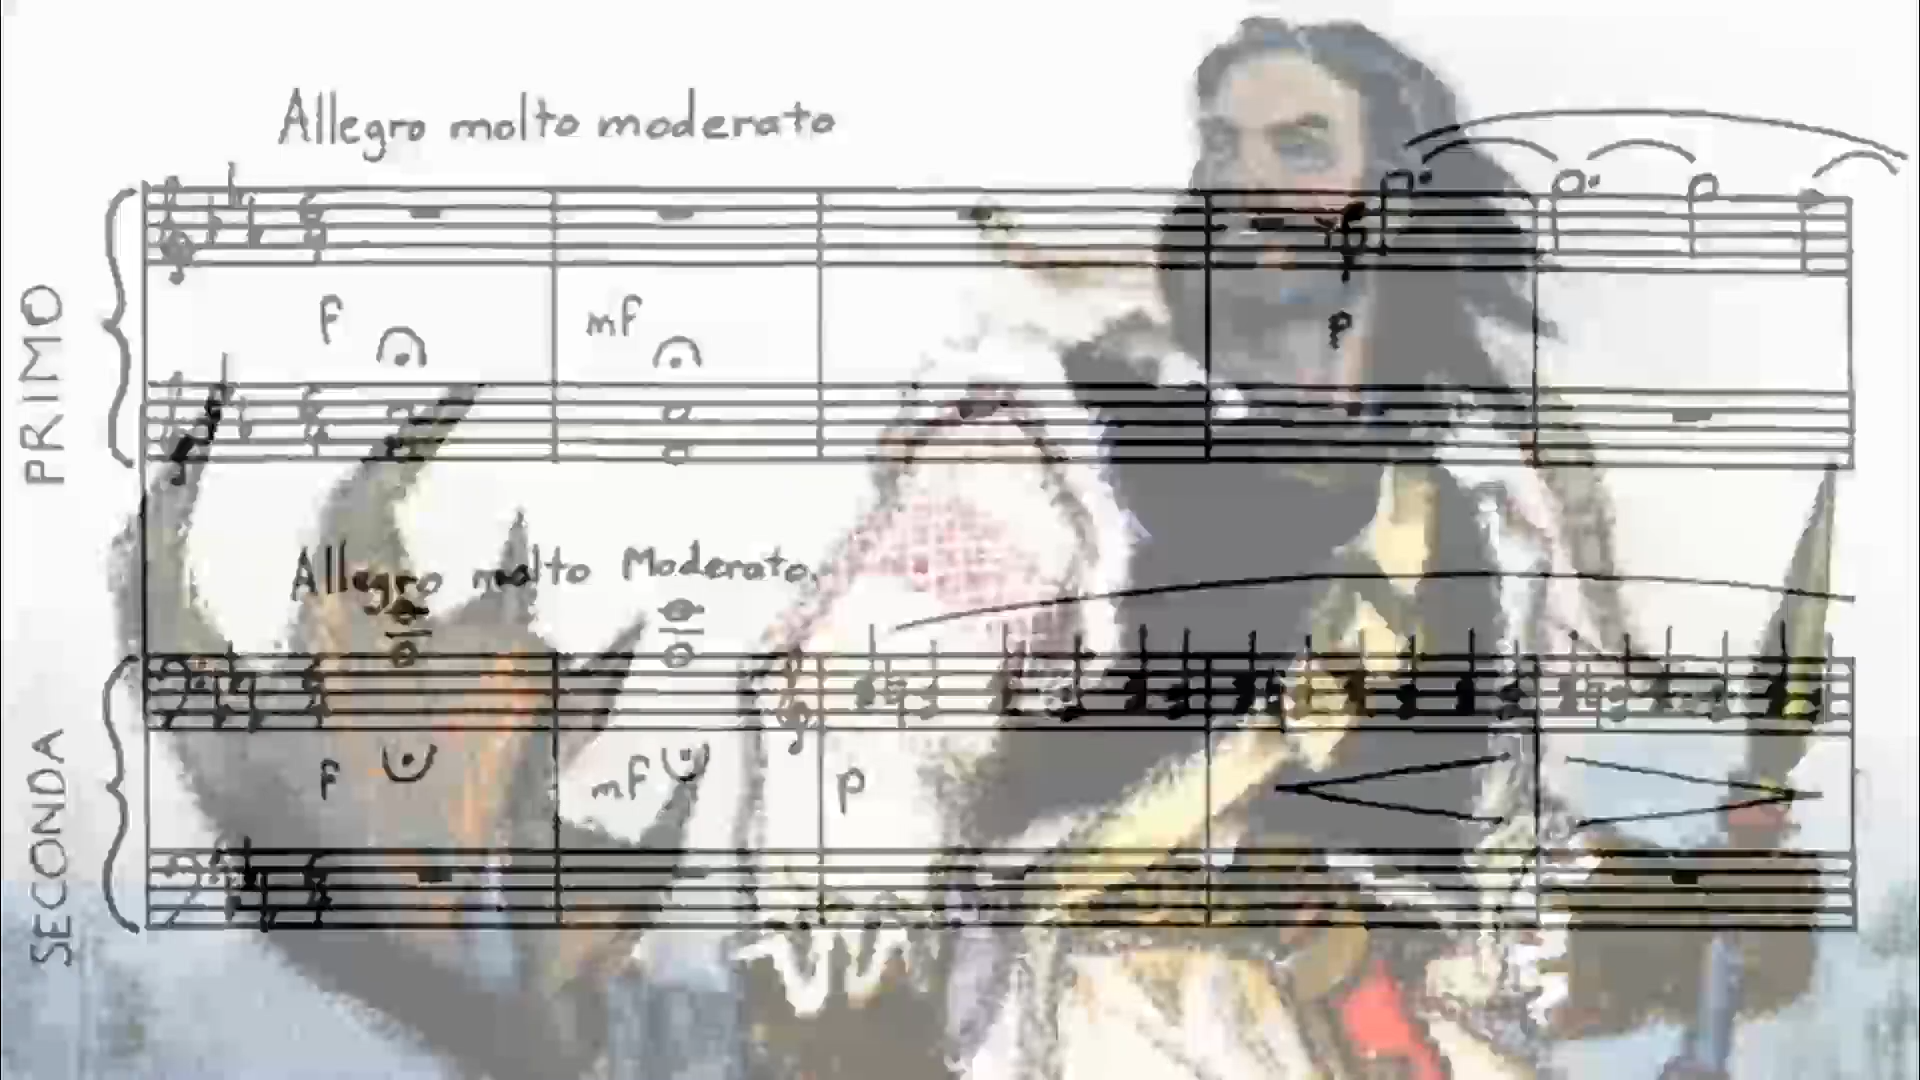 Allegro molto moderato
PRIMO
f
mf
p
Allegro molto Moderato
SECONDA
f
mf
p